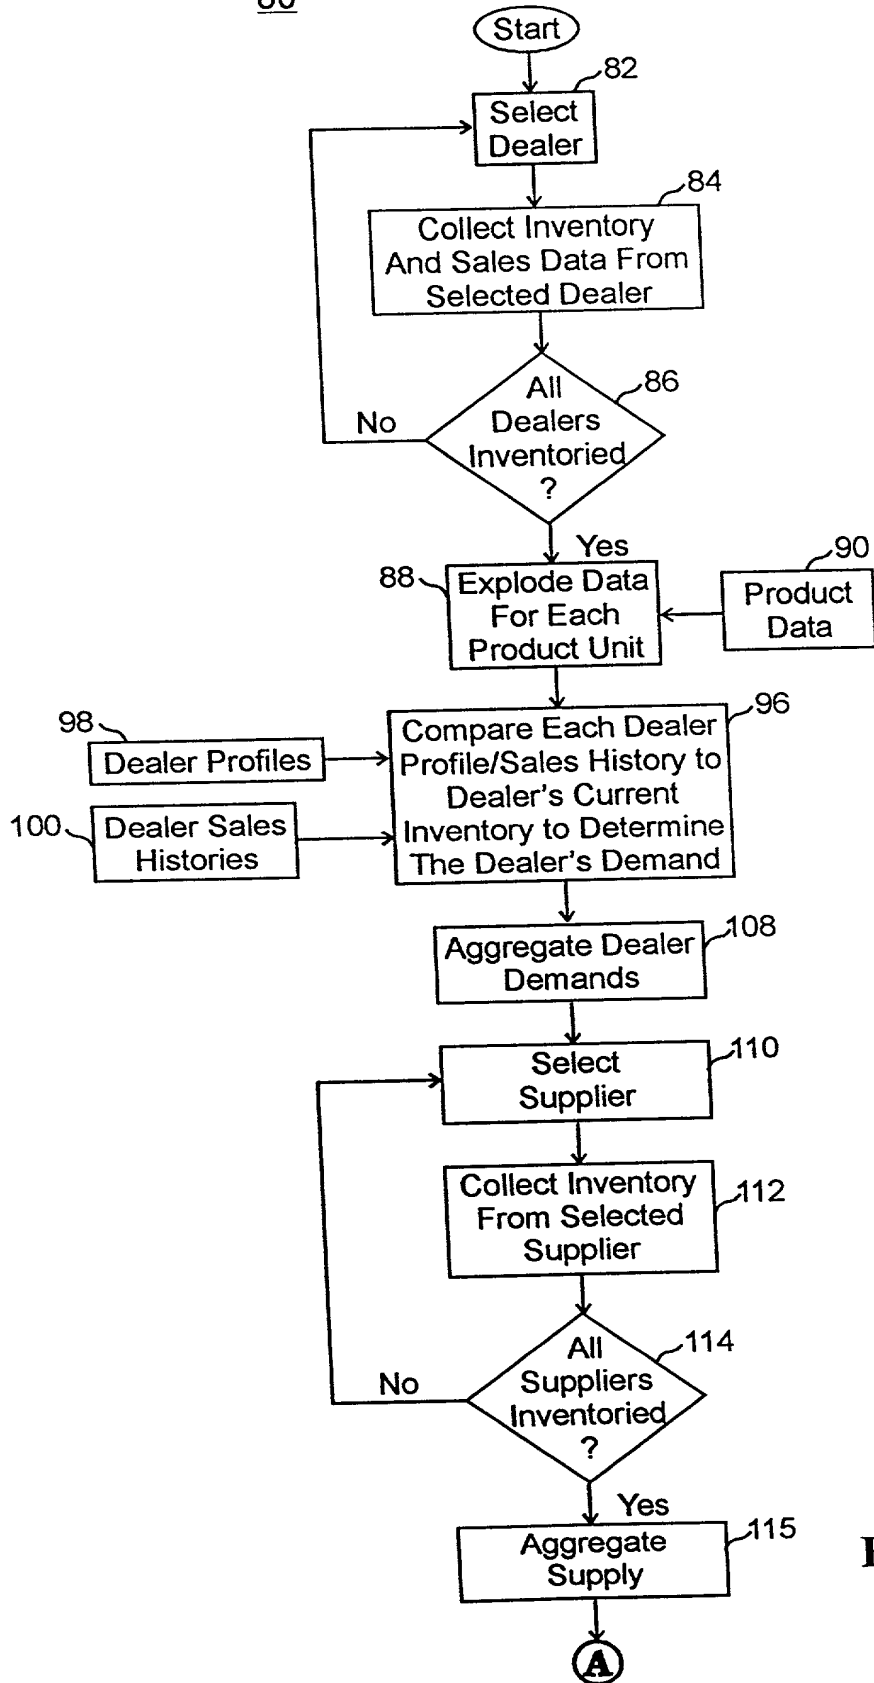 80
Start
82
Select
Dealer
84
Collect Inventory
And Sales Data From
Selected Dealer
86
All
Dealers
Inventoried
?
No
Yes
88
Explode Data
For Each
Product Unit
90
Product
Data
98
Dealer Profiles
100
Dealer Sales
Histories
96
Compare Each Dealer
Profile/Sales History to
Dealer's Current
Inventory to Determine
The Dealer's Demand
108
Aggregate Dealer
Demands
110
Select
Supplier
112
Collect Inventory
From Selected
Supplier
114
All
Suppliers
Inventoried
?
No
Yes
115
Aggregate
Supply
A